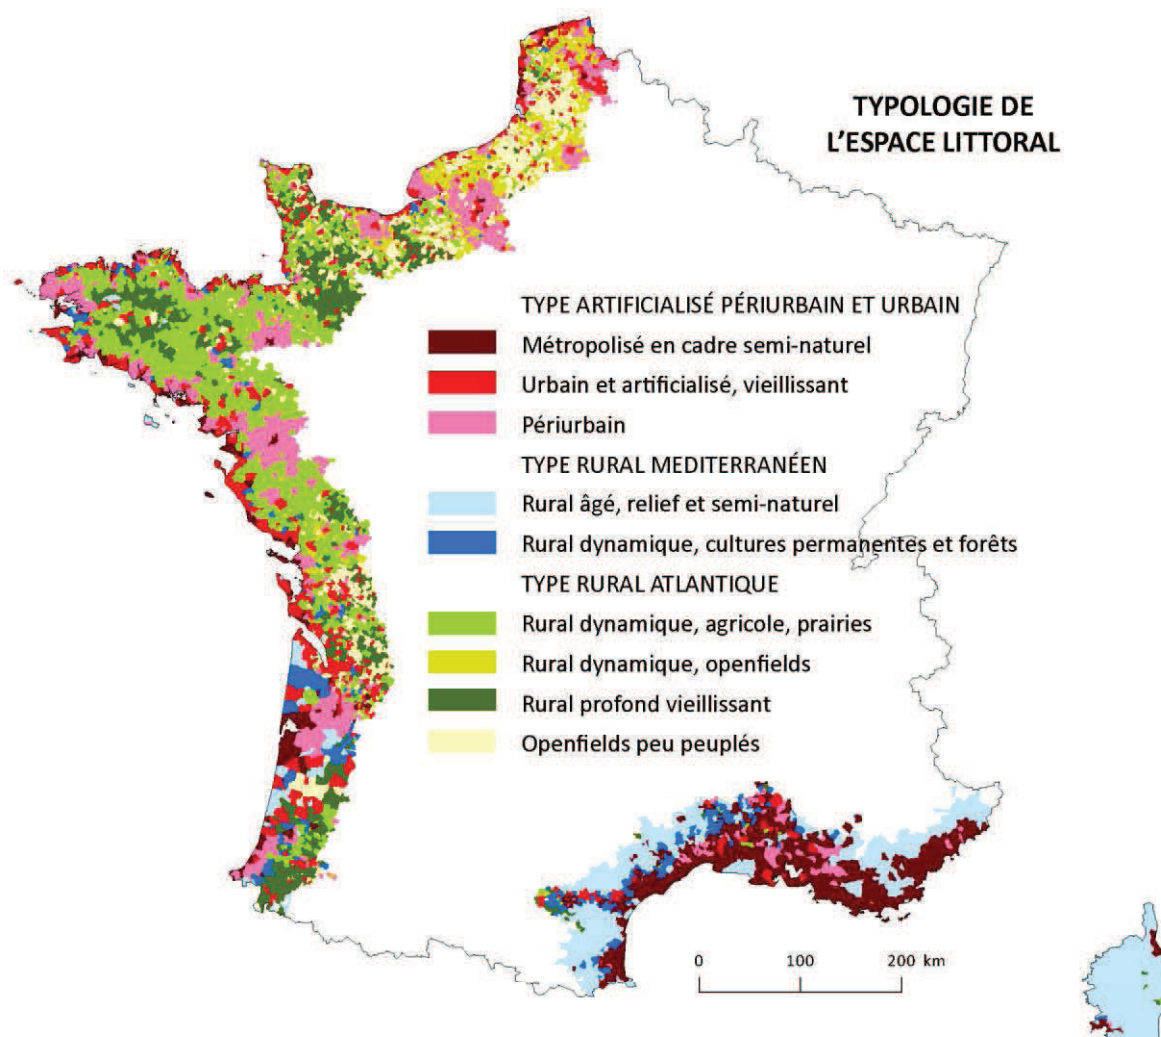 TYPOLOGIE DE
L'ESPACE LITTORAL
TYPE ARTIFICIALISÉ PÉRIURBAIN ET URBAIN
Métropolisé en cadre semi-naturel
Urbain et artificialisé, vieillissant
Périurbain
TYPE RURAL MEDITERRANÉEN
Rural âgé, relief et semi-naturel
Rural dynamique, cultures permanentes et forêts
TYPE RURAL ATLANTIQUE
Rural dynamique, agricole, prairies
Rural dynamique, openfields
Rural profond vieillissant
Openfields peu peuplés
0 100 200 km